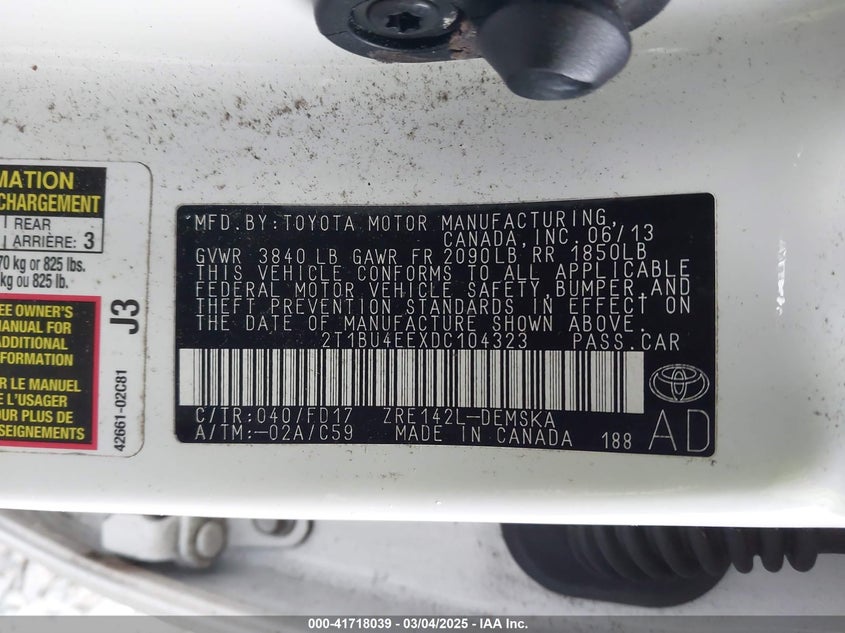 MATION
CHARGEMENT
REAR
ARRIÈRE: 3
70 kg or 825 lbs.
kg ou 825 lb.
EE OWNER'S
MANUAL FOR
ADDITIONAL
FORMATION
R LE MANUEL
E L'USAGER
OUR PLUS DE
SEIGNEMENTS
J3
42661-02C81
MFD.BY:TOYOTA MOTOR MANUFACTURING,
CANADA,INC. 06/13
GVWR 3840 LB GAWR FR 2090LB RR 1850LB
THIS VEHICLE CONFORMS TO ALL APPLICABLE
FEDERAL MOTOR VEHICLE SAFETY,BUMPER,AND
THEFT PREVENTION STANDARDS IN EFFECT ON
THE DATE OF MANUFACTURE SHOWN ABOVE.
2T1BU4EEXDC104323 PASS.CAR
C/TR:040/FD17 ZRE142L-DEMSKA
A/TM:-02A/C59 MADE IN CANADA 188
AD
000-41718039 - 03/04/2025 - IAA Inc.